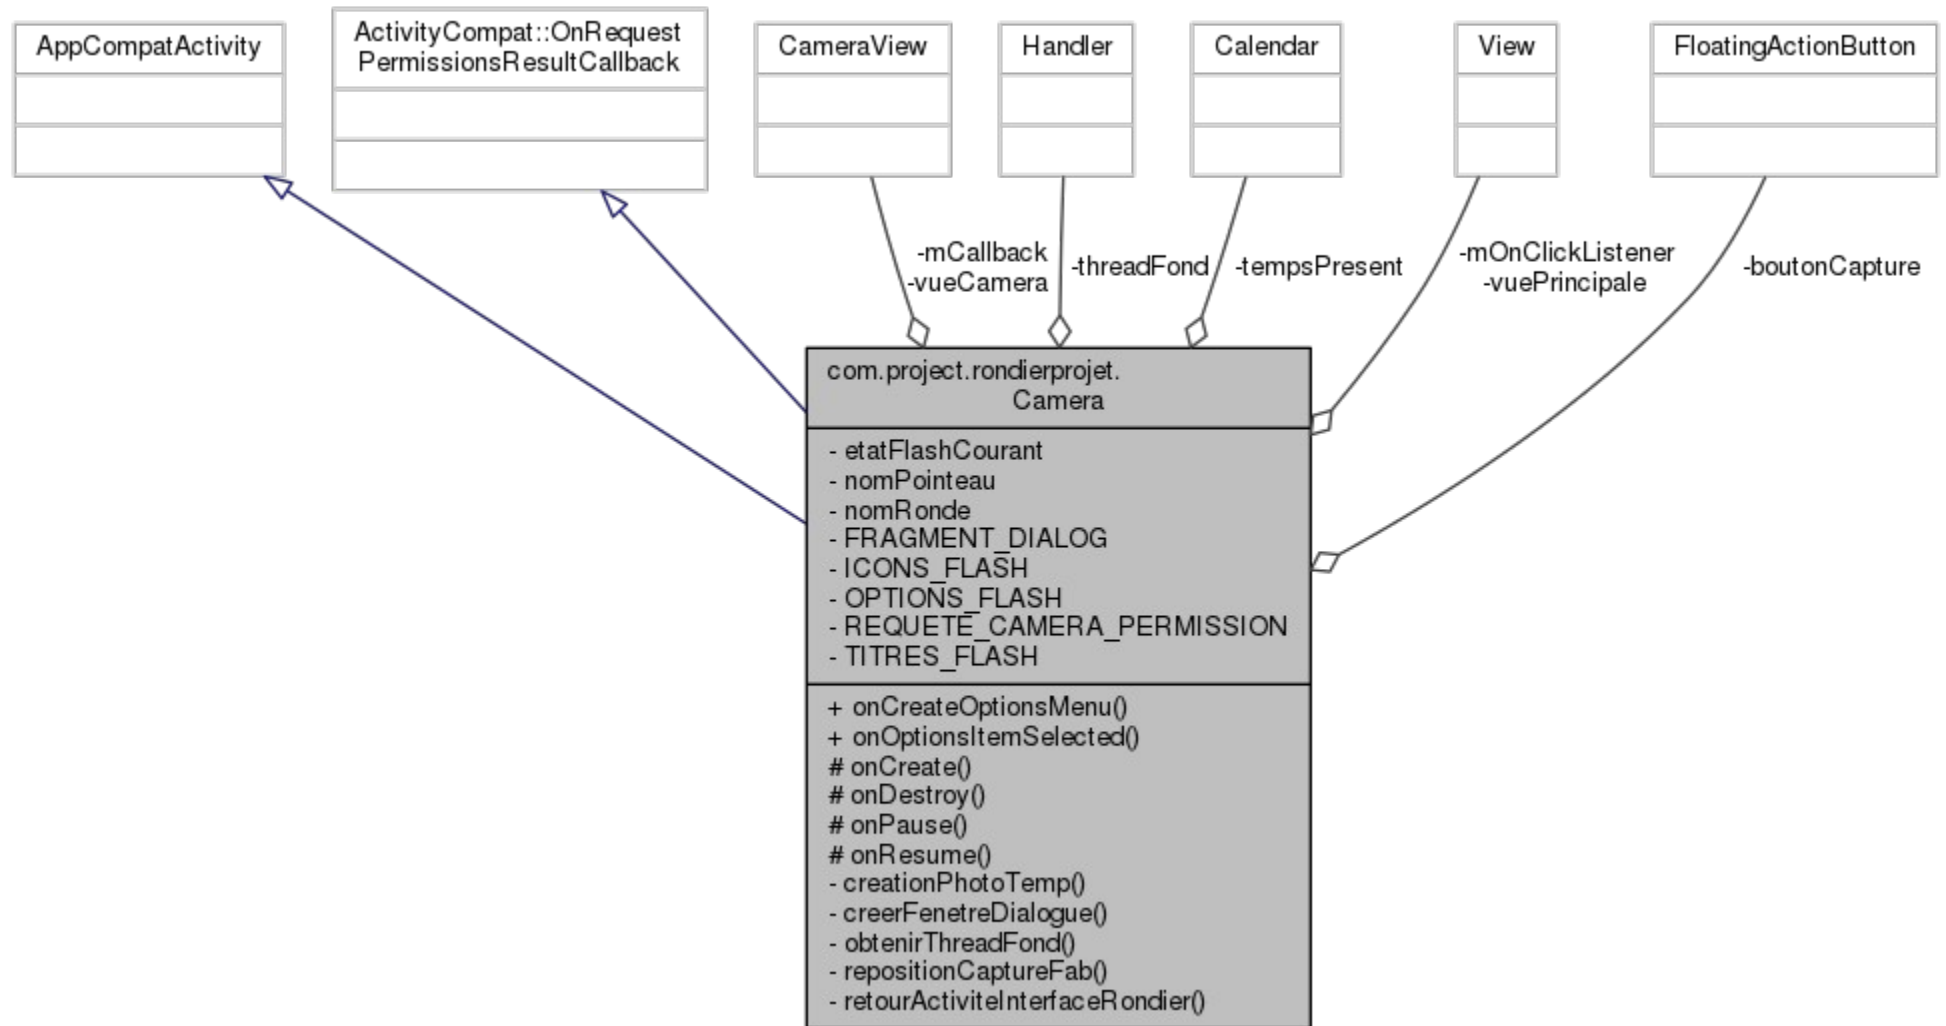 AppCompatActivity
ActivityCompat::OnRequest
PermissionsResultCallback
CameraView
Handler
Calendar
View
FloatingActionButton
-mCallback
-vueCamera
-threadFond
-tempsPresent
-mOnClickListener
-vuePrincipale
-boutonCapture
com.project.rondierprojet.
Camera
- etatFlashCourant
- nomPointeau
- nomRonde
- FRAGMENT_DIALOG
- ICONS_FLASH
- OPTIONS_FLASH
- REQUETE_CAMERA_PERMISSION
- TITRES_FLASH
+ onCreateOptionsMenu()
+ onOptionsItemSelected()
# onCreate()
# onDestroy()
# onPause()
# onResume()
- creationPhotoTemp()
- creerFenetreDialogue()
- obtenirThreadFond()
- repositionCaptureFab()
- retourActiviteInterfaceRondier()